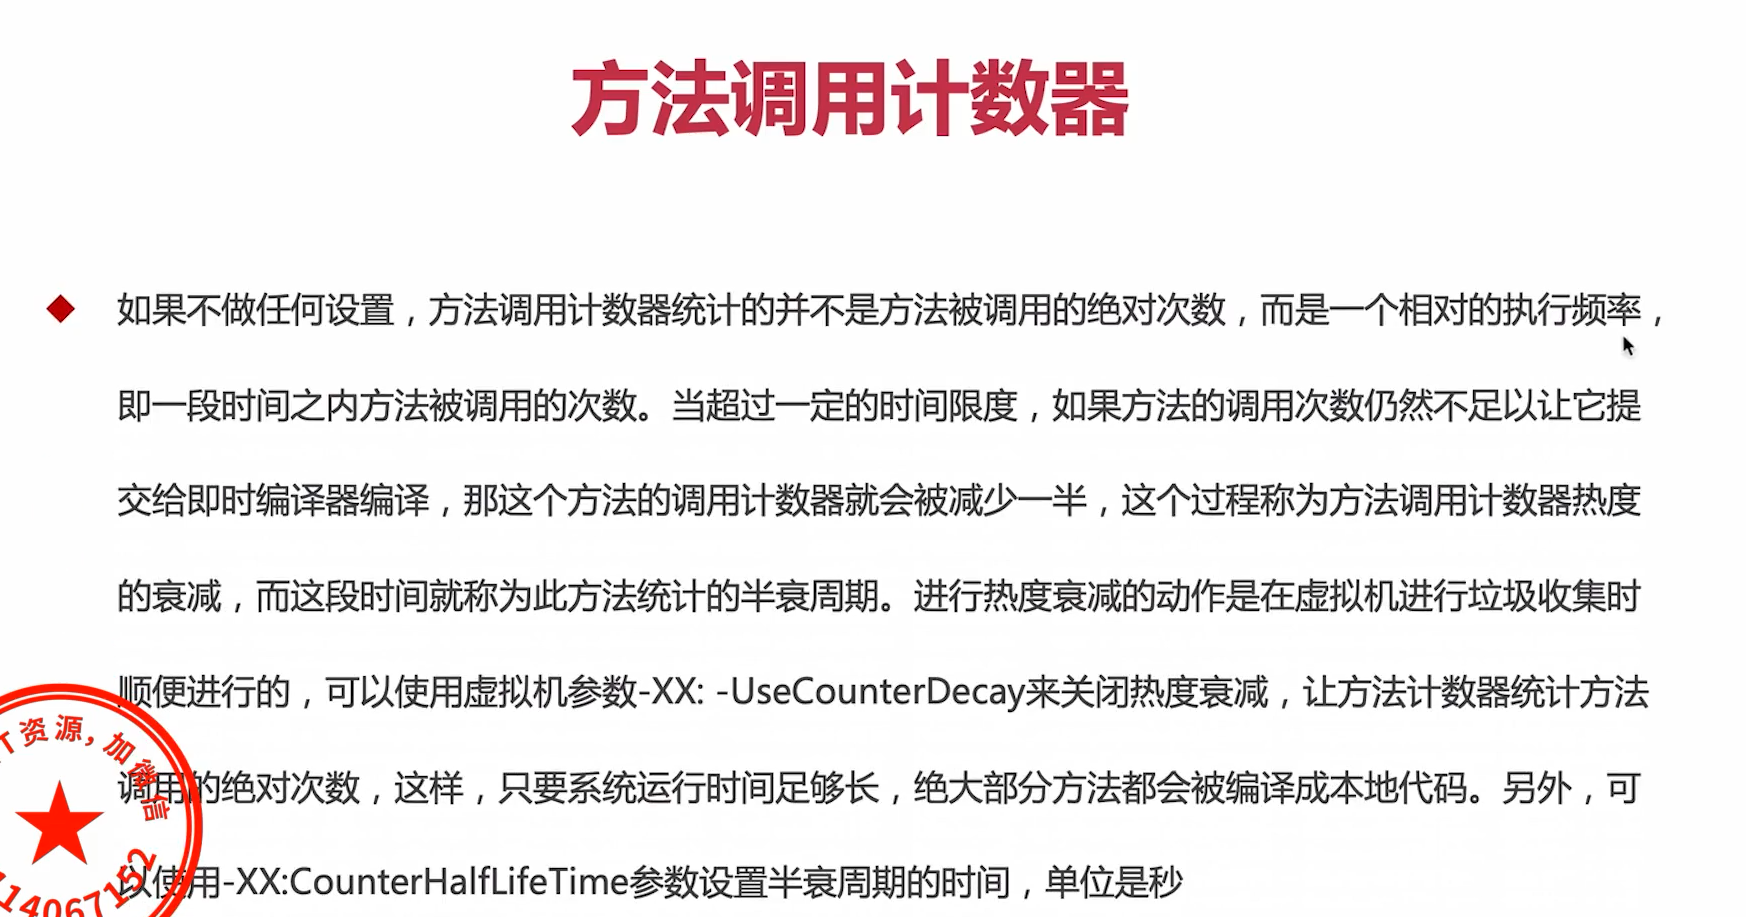 方法调用计数器
如果不做任何设置，方法调用计数器统计的并不是方法被调用的绝对次数，而是一个相对的执行频率，
即一段时间之内方法被调用的次数。当超过一定的时间限度，如果方法的调用次数仍然不足以让它提
交给即时编译器编译，那这个方法的调用计数器就会被减少一半，这个过程称为方法调用计数器热度
的衰减，而这段时间就称为此方法统计的半衰周期。进行热度衰减的动作是在虚拟机进行垃圾收集时
顺便进行的，可以使用虚拟机参数-XX: -UseCounterDecay来关闭热度衰减，让方法计数器统计方法
调用的绝对次数，这样，只要系统运行时间足够长，绝大部分方法都会被编译成本地代码。另外，可
以使用-XX:CounterHalfLifeTime参数设置半衰周期的时间，单位是秒
资源，加微信
14067152